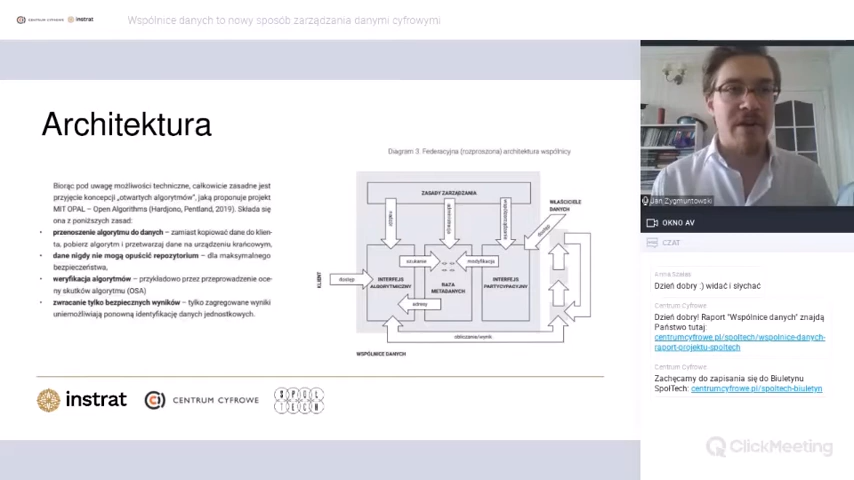 CENTRUM CYFROWE instrat
Wspólnice danych to nowy sposób zarządzania danymi cyfrowymi
Architektura
Biorąc pod uwagę możliwości techniczne, całkowicie zasadne jest
przyjęcie koncepcji „otwartych algorytmów”, jaką proponuje projekt
MIT OPAL – Open Algorithms (Hardjono, Pentland, 2019). Składa się
ona z poniższych zasad:
• przenoszenie algorytmu do danych – zamiast kopiować dane do klien-
ta, pobierz algorytm i przetwarzaj dane na urządzeniu krańcowym,
• dane nigdy nie mogą opuścić repozytorium – dla maksymalnego
bezpieczeństwa,
• weryfikacja algorytmów – przykładowo przez przeprowadzenie oce-
ny skutków algorytmu (OSA)
• zwracanie tylko bezpiecznych wyników – tylko zagregowane wyniki
uniemożliwiają ponowną identyfikację danych jednostkowych.
Diagram 3. Federacyjna (rozproszona) architektura wspólnicy
ZASADY ZARZĄDZANIA
WŁAŚCICIELE
DANYCH
administracja
dostęp
szukanie
modyfikacja
KLIENT
dostęp
INTERFEJS
ALGORYTMICZNY
BAZA
METADANYCH
INTERFEJS
PARTYCYPACYJNY
adresy
obliczenia/wynik
WSPÓLNICE DANYCH
instrat
CENTRUM CYFROWE
SPOŁ
TECH
Jan Zygmuntowski
OKNO AV
CZAT
Dzień dobry :) widać i słychać
Centrum Cyfrowe
Dzień dobry! Raport "Wspólnice danych" znajdą
Państwo tutaj:
centrumcyfrowe.pl/spoltech/wspolnice-danych-
raport-projektu-spoltech
Centrum Cyfrowe
Zachęcamy do zapisania się do Biuletynu
SpołTech: centrumcyfrowe.pl/spoltech-biuletyn
ClickMeeting